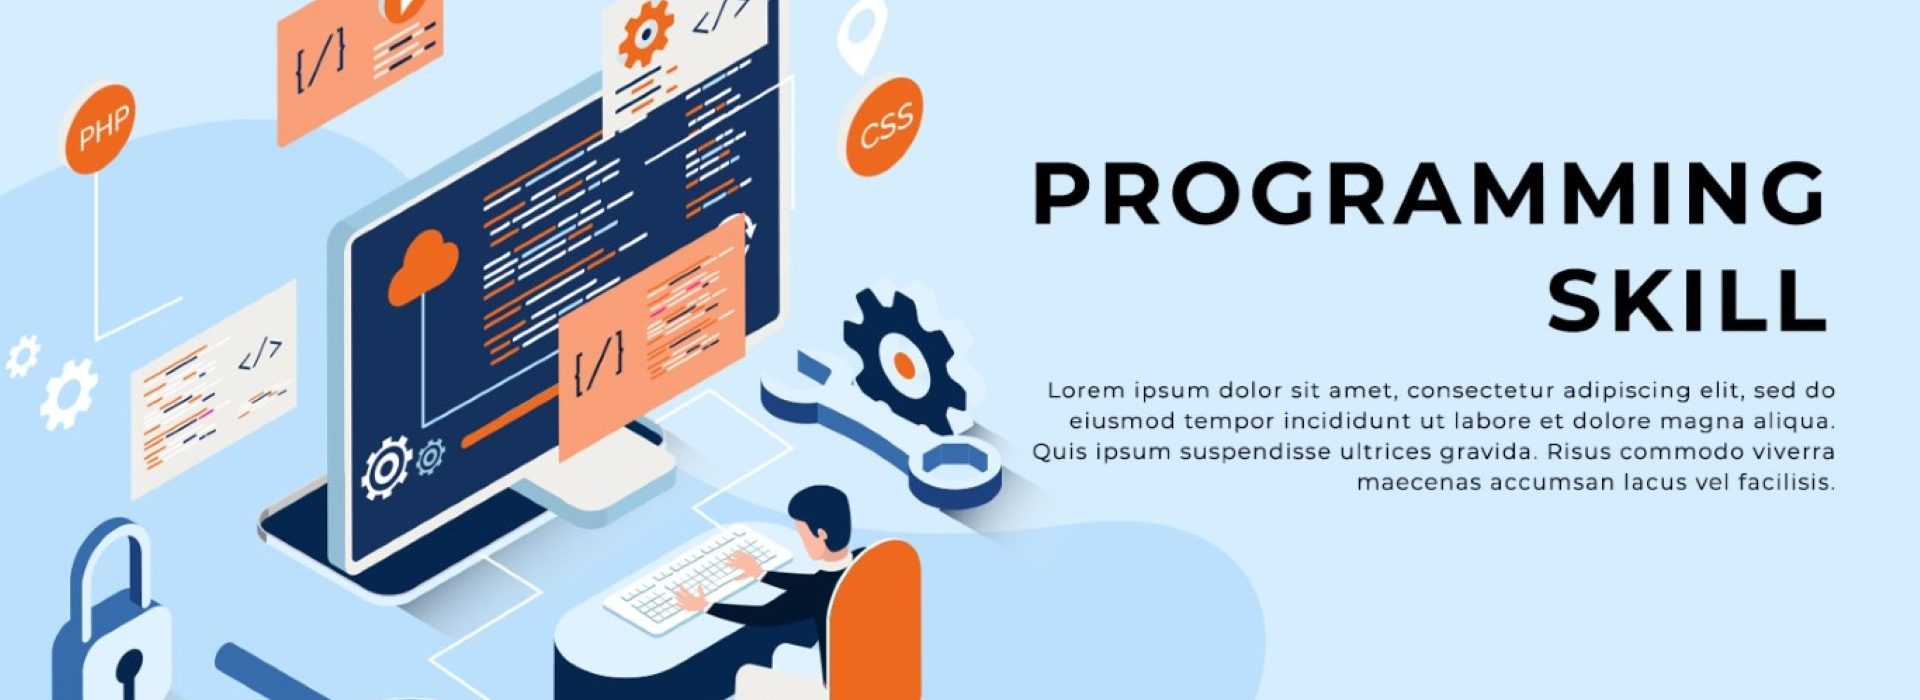 {/}
</>
PHP
CSS
PROGRAMMING
SKILL
</>
{/}
Lorem ipsum dolor sit amet, consectetur adipiscing elit, sed do
eiusmod tempor incididunt ut labore et dolore magna aliqua.
Quis ipsum suspendisse ultrices gravida. Risus commodo viverra
maecenas accumsan lacus vel facilisis.